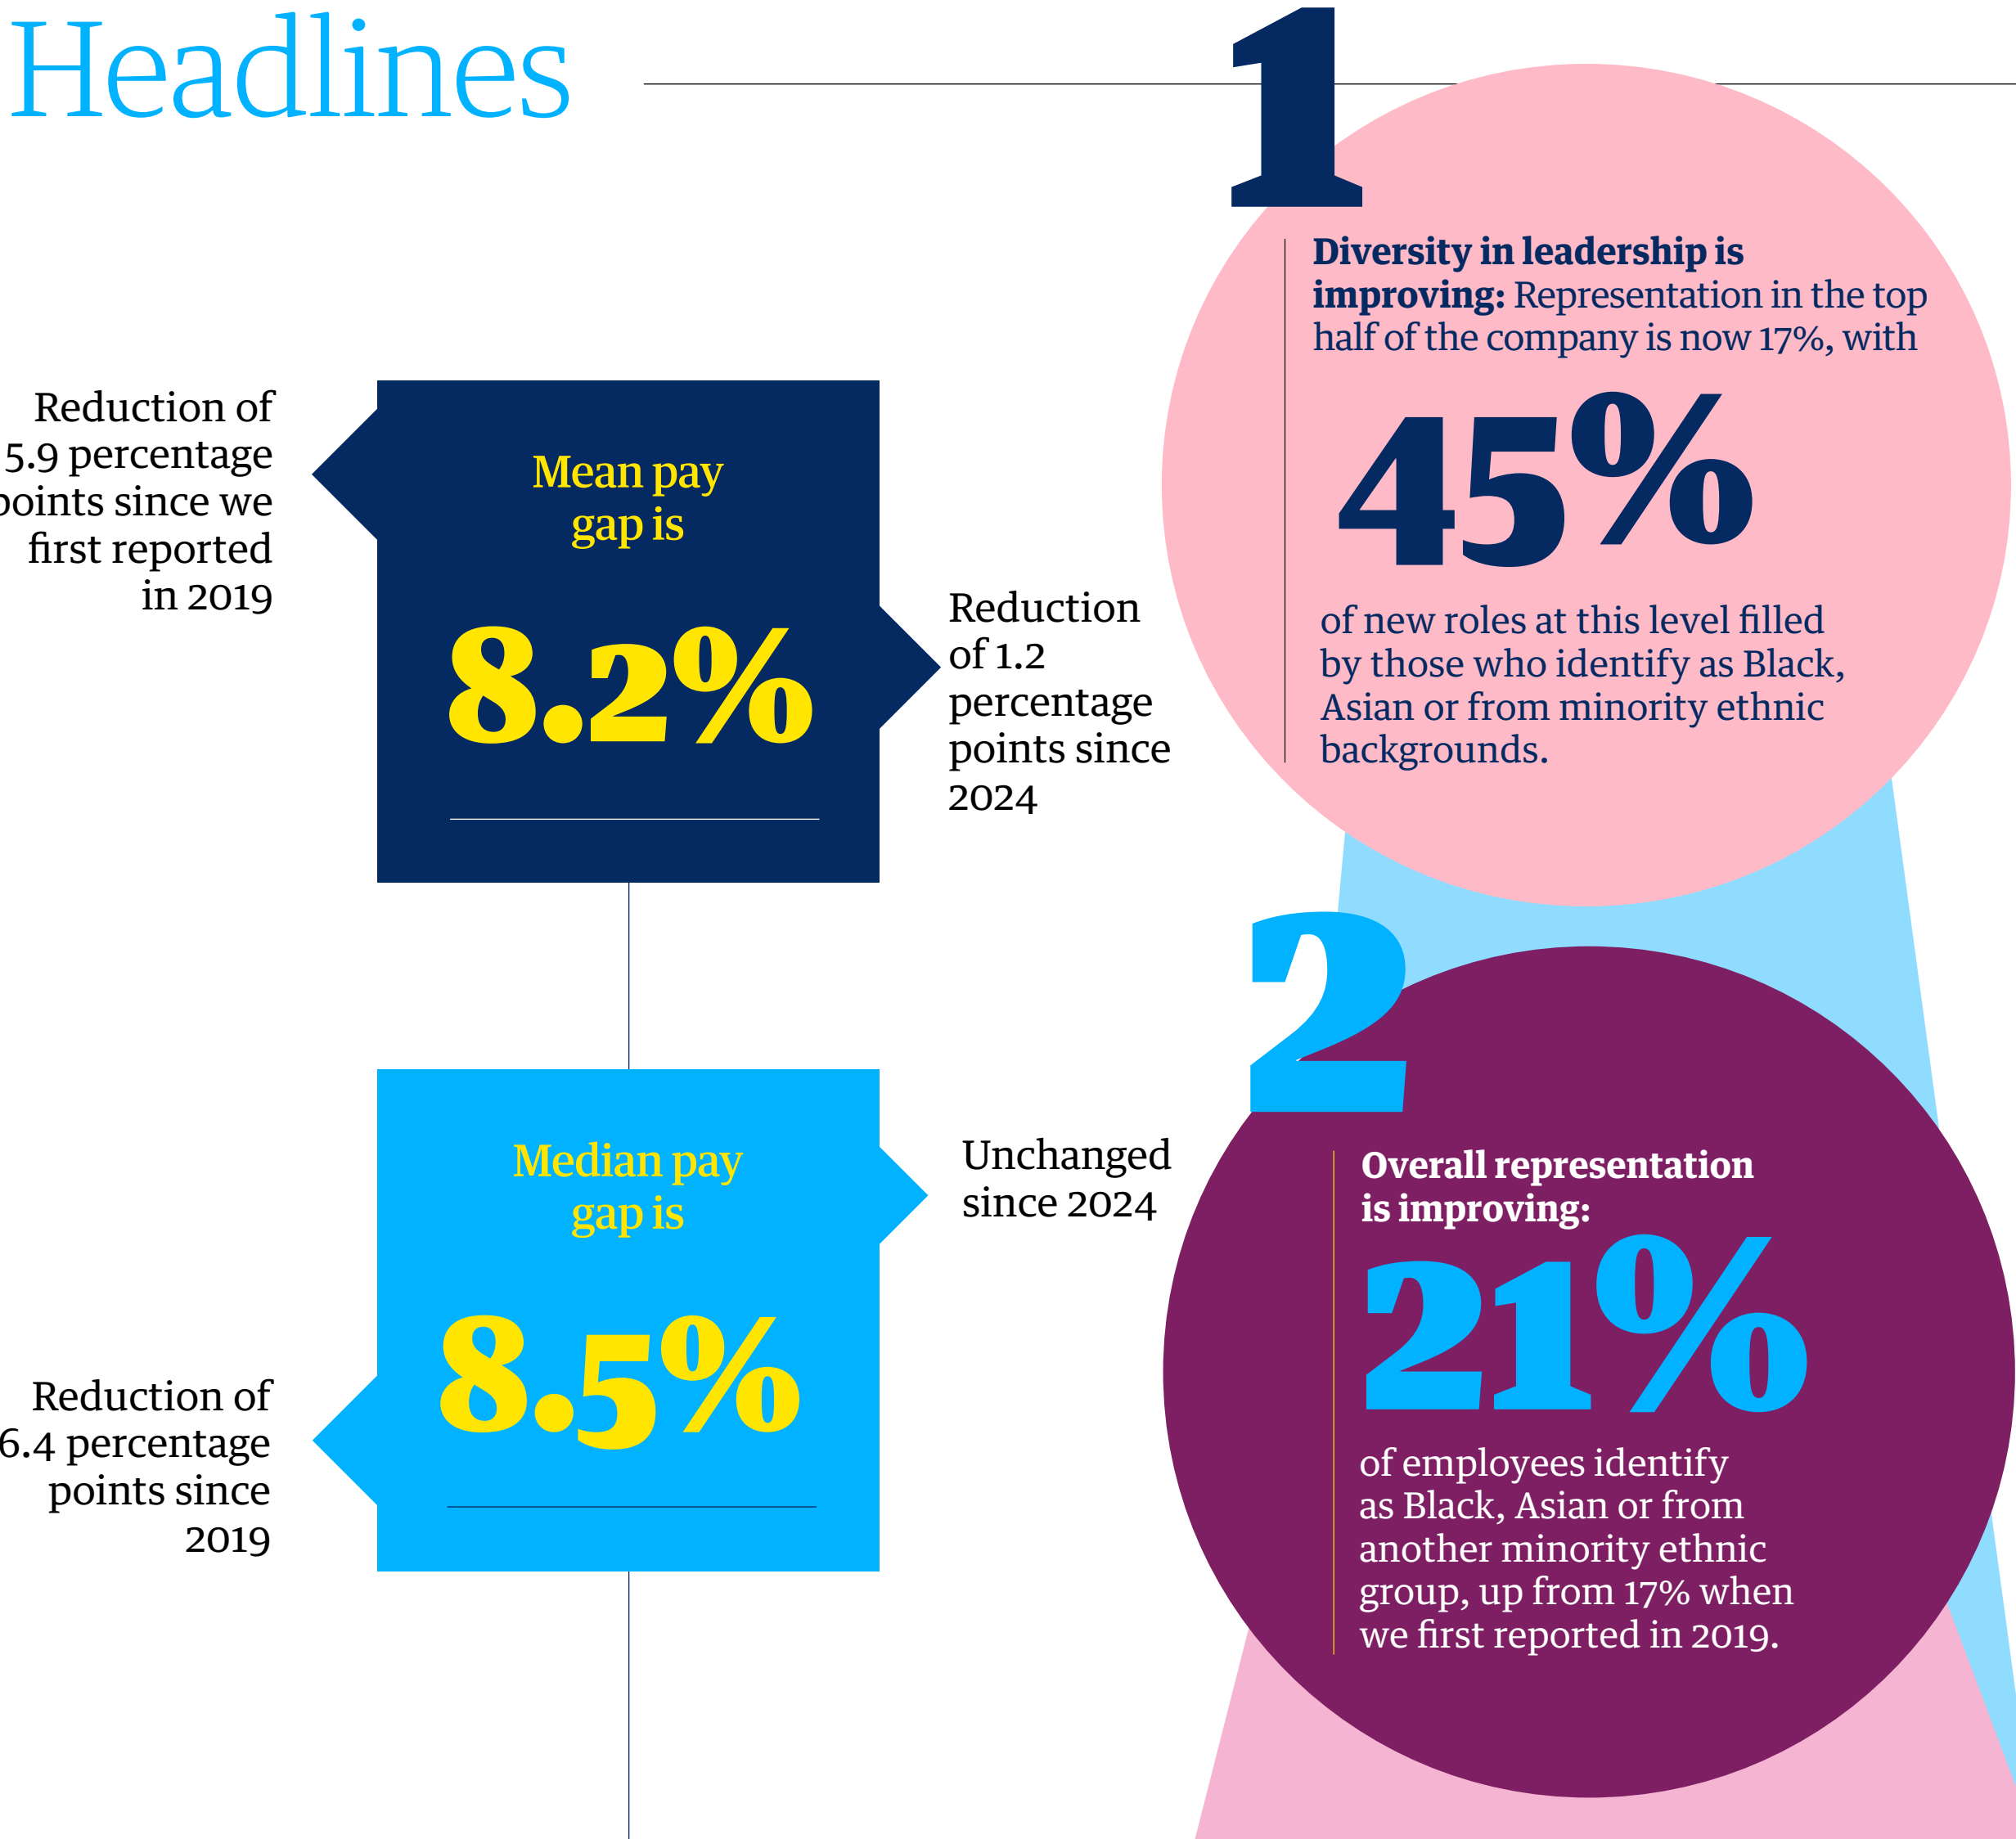 Headlines
Reduction of
5.9 percentage
points since we
first reported
in 2019
Mean pay
gap is
8.2%
Reduction
of 1.2
percentage
points since
2024
Median pay
gap is
8.5%
Unchanged
since 2024
Reduction of
6.4 percentage
points since
2019
1
Diversity in leadership is
improving: Representation in the top
half of the company is now 17%, with
45%
of new roles at this level filled
by those who identify as Black,
Asian or from minority ethnic
backgrounds.
2
Overall representation
is improving:
21%
of employees identify
as Black, Asian or from
another minority ethnic
group, up from 17% when
we first reported in 2019.